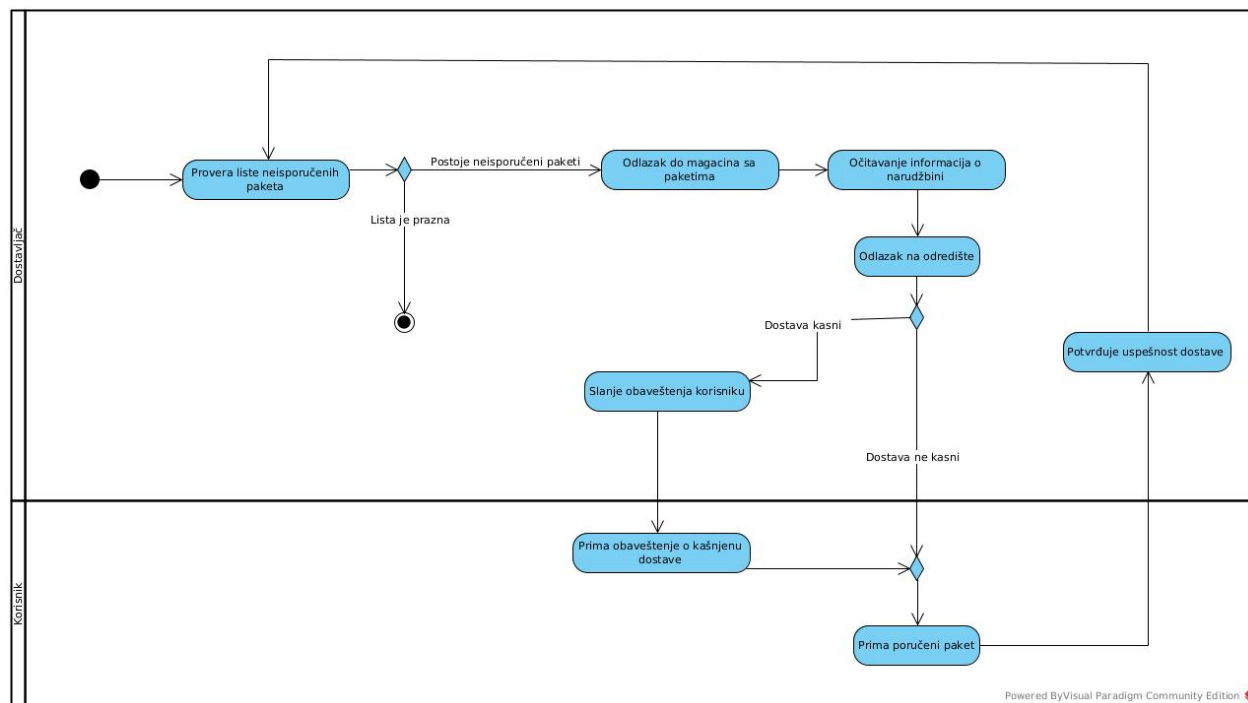 Dostavljač
Provera liste neisporučenih
paketa
Postoje neisporučeni paketi
Odlazak do magacina sa
paketima
Očitavanje informacija o
narudžbini
Lista je prazna
Odlazak na odredište
Dostava kasni
Potvrđuje uspešnost dostave
Slanje obaveštenja korisniku
Dostava ne kasni
Korisnik
Prima obaveštenje o kašnjenu
dostave
Prima poručeni paket
Powered ByVisual Paradigm Community Edition